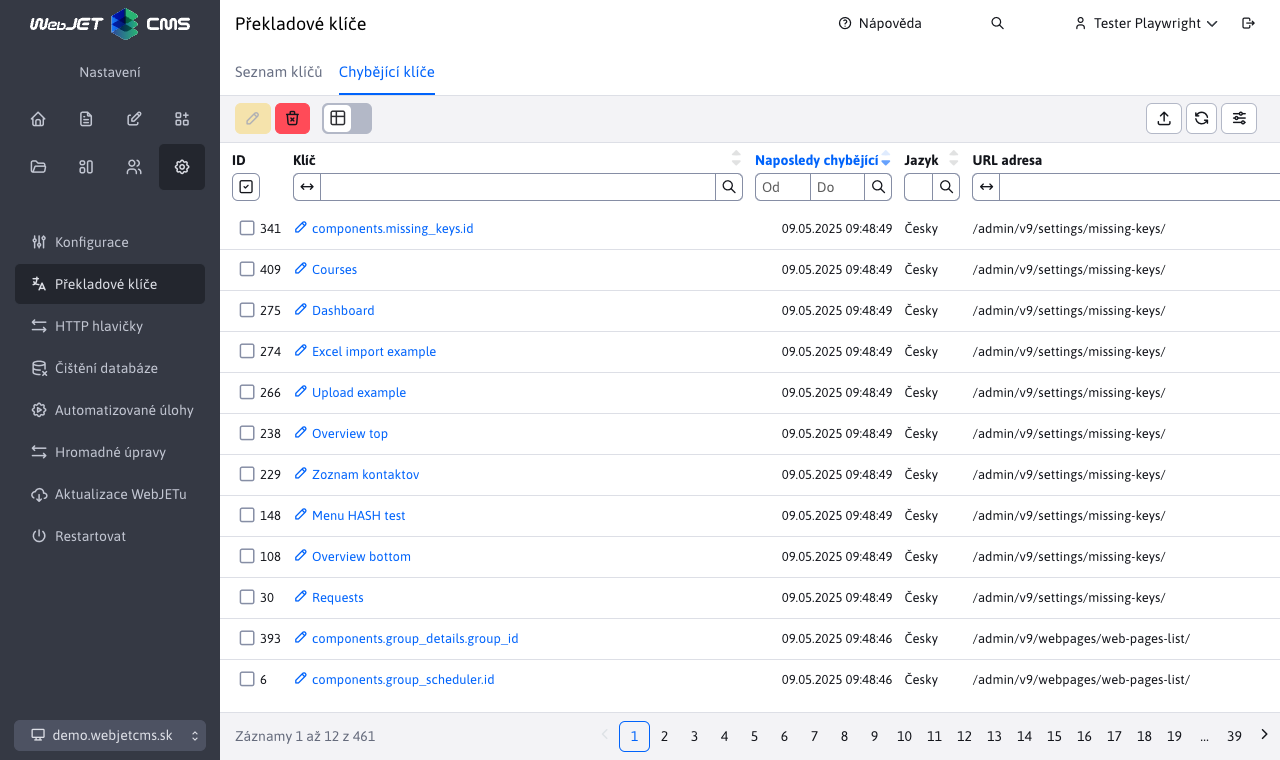 WebJET CMS
Překladové klíče
Nápověda
Tester Playwright
Nastavení
Seznam klíčů
Chybějící klíče
Konfigurace
Překladové klíče
HTTP hlavičky
Čištění databáze
Automatizované úlohy
Hromadné úpravy
Aktualizace WebJETu
Restartovat
demo.webjetcms.sk
ID Klíč Naposledy chybějící Jazyk URL adresa
Od Do
341 components.missing_keys.id 09.05.2025 09:48:49 Česky /admin/v9/settings/missing-keys/
409 Courses 09.05.2025 09:48:49 Česky /admin/v9/settings/missing-keys/
275 Dashboard 09.05.2025 09:48:49 Česky /admin/v9/settings/missing-keys/
274 Excel import example 09.05.2025 09:48:49 Česky /admin/v9/settings/missing-keys/
266 Upload example 09.05.2025 09:48:49 Česky /admin/v9/settings/missing-keys/
238 Overview top 09.05.2025 09:48:49 Česky /admin/v9/settings/missing-keys/
229 Zoznam kontaktov 09.05.2025 09:48:49 Česky /admin/v9/settings/missing-keys/
148 Menu HASH test 09.05.2025 09:48:49 Česky /admin/v9/settings/missing-keys/
108 Overview bottom 09.05.2025 09:48:49 Česky /admin/v9/settings/missing-keys/
30 Requests 09.05.2025 09:48:49 Česky /admin/v9/settings/missing-keys/
393 components.group_details.group_id 09.05.2025 09:48:46 Česky /admin/v9/webpages/web-pages-list/
6 components.group_scheduler.id 09.05.2025 09:48:46 Česky /admin/v9/webpages/web-pages-list/
Záznamy 1 až 12 z 461
1 2 3 4 5 6 7 8 9 10 11 12 13 14 15 16 17 18 19 ... 39